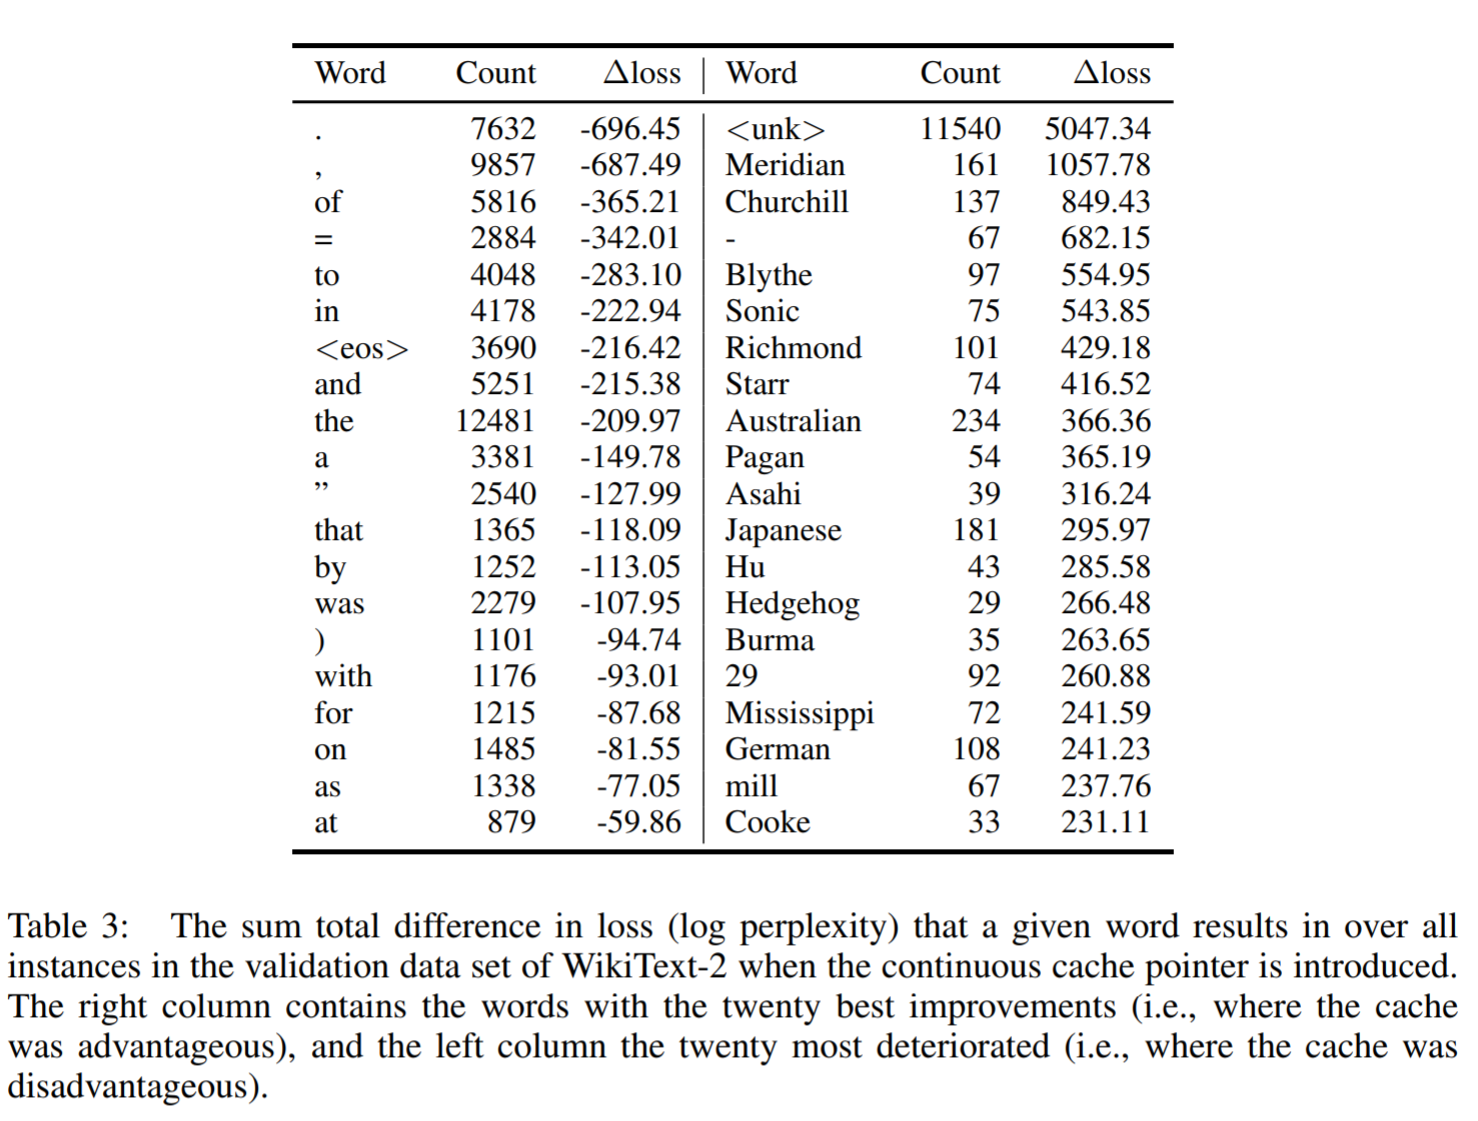 Word Count Δloss Word Count Δloss
. 7632 -696.45 <unk> 11540 5047.34
, 9857 -687.49 Meridian 161 1057.78
of 5816 -365.21 Churchill 137 849.43
= 2884 -342.01 - 67 682.15
to 4048 -283.10 Blythe 97 554.95
in 4178 -222.94 Sonic 75 543.85
<eos> 3690 -216.42 Richmond 101 429.18
and 5251 -215.38 Starr 74 416.52
the 12481 -209.97 Australian 234 366.36
a 3381 -149.78 Pagan 54 365.19
” 2540 -127.99 Asahi 39 316.24
that 1365 -118.09 Japanese 181 295.97
by 1252 -113.05 Hu 43 285.58
was 2279 -107.95 Hedgehog 29 266.48
) 1101 -94.74 Burma 35 263.65
with 1176 -93.01 29 92 260.88
for 1215 -87.68 Mississippi 72 241.59
on 1485 -81.55 German 108 241.23
as 1338 -77.05 mill 67 237.76
at 879 -59.86 Cooke 33 231.11
Table 3: The sum total difference in loss (log perplexity) that a given word results in over all
instances in the validation data set of WikiText-2 when the continuous cache pointer is introduced.
The right column contains the words with the twenty best improvements (i.e., where the cache
was advantageous), and the left column the twenty most deteriorated (i.e., where the cache was
disadvantageous).